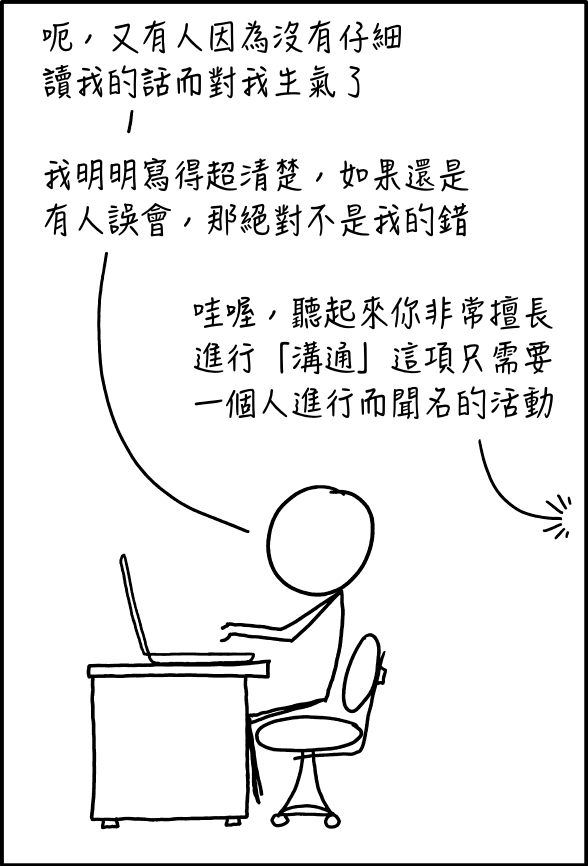 呃，又有人因為沒有仔細
讀我的話而對我生氣了
我明明寫得超清楚，如果還是
有人誤會，那絕對不是我的錯
哇喔，聽起來你非常擅長
進行「溝通」這項只需要
一個人進行而聞名的活動